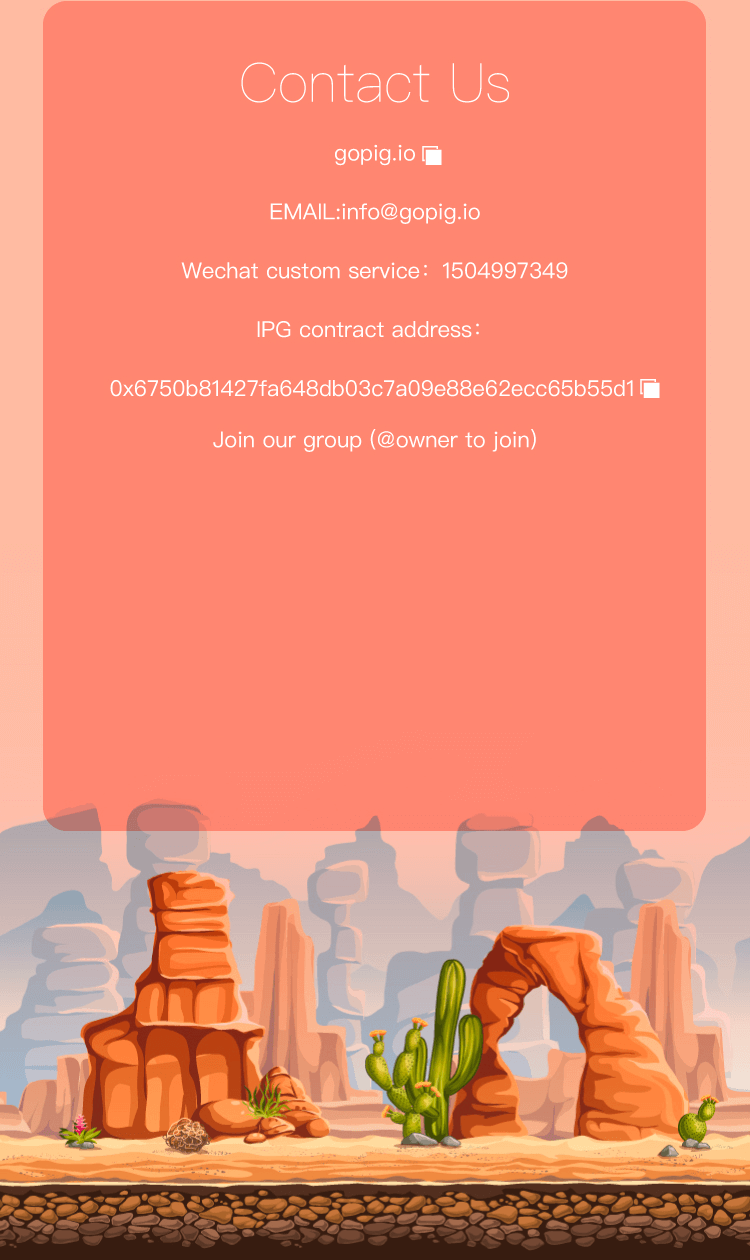 Contact Us
gopig.io
EMAIL:info@gopig.io
Wechat custom service：1504997349
IPG contract address：
0x6750b81427fa648db03c7a09e88e62ecc65b55d1
Join our group (@owner to join)